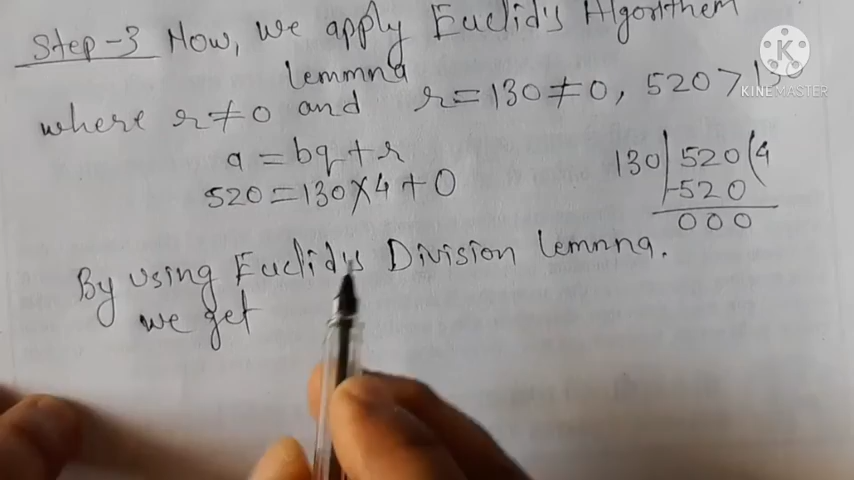 Step-3 Now, we apply Euclid's Algorithem
lemmna
where r≠0 and r=130≠0, 520>130
a = bq+r
520=130×4+0
130)520(4
-520
000
By using Euclid's Division lemnna.
we get
K
KINEMASTER